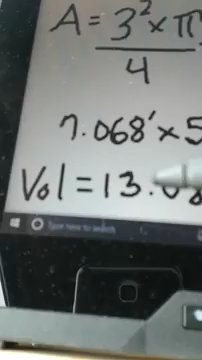 A = 3² × π
4
7.068' × 5
Vol = 13.
Type here to search